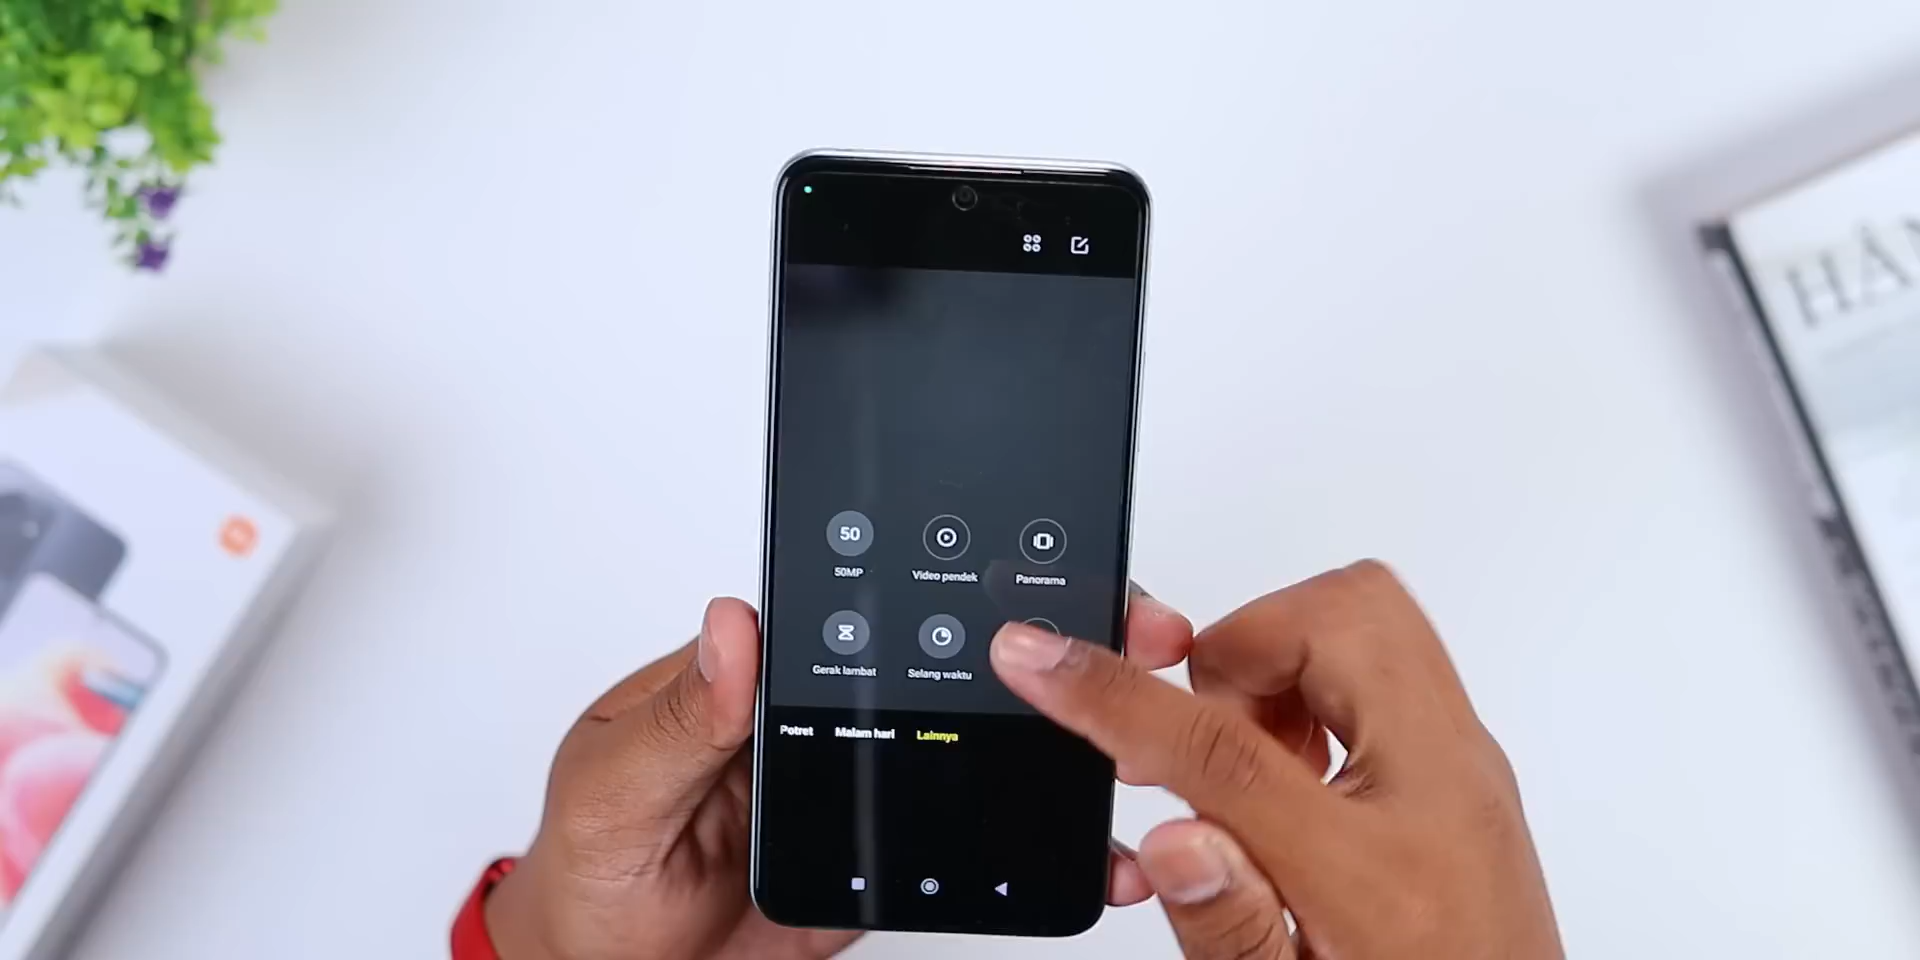 50
50MP
Video pendek
Panorama
Gerak lambat
Selang waktu
Potret
Malam hari
Lainnya